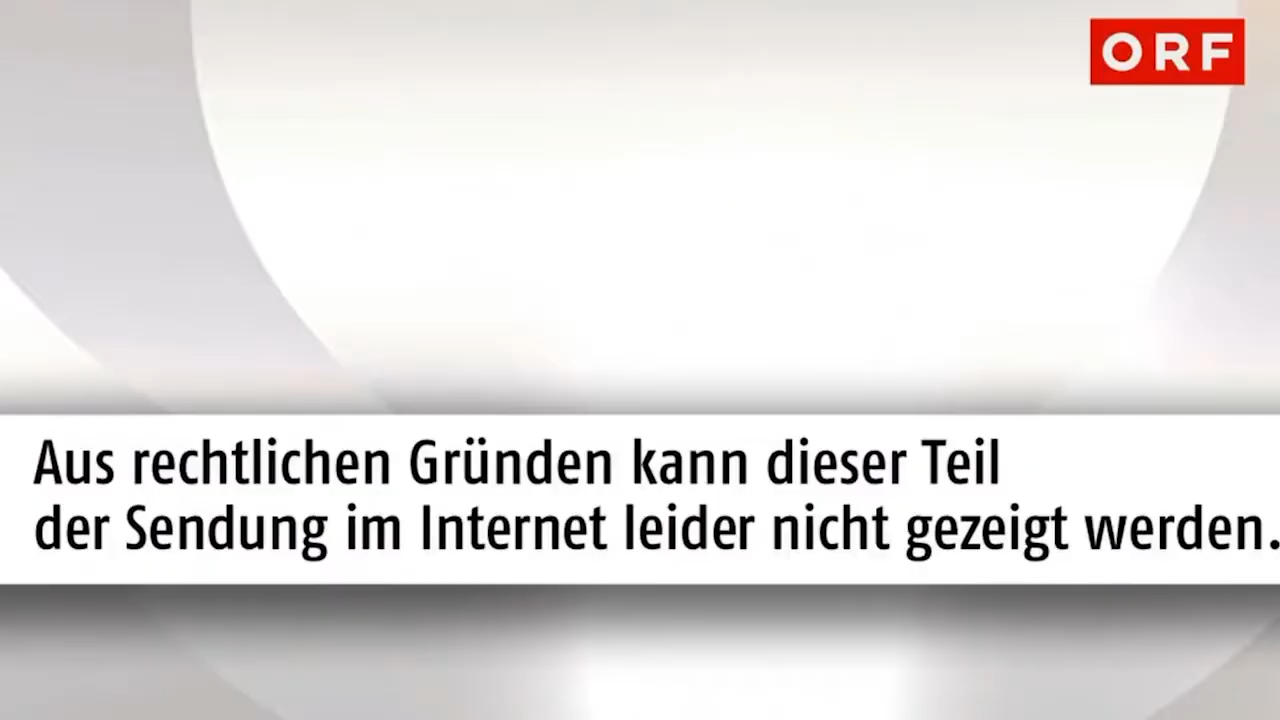 ORF
Aus rechtlichen Gründen kann dieser Teil
der Sendung im Internet leider nicht gezeigt werden.